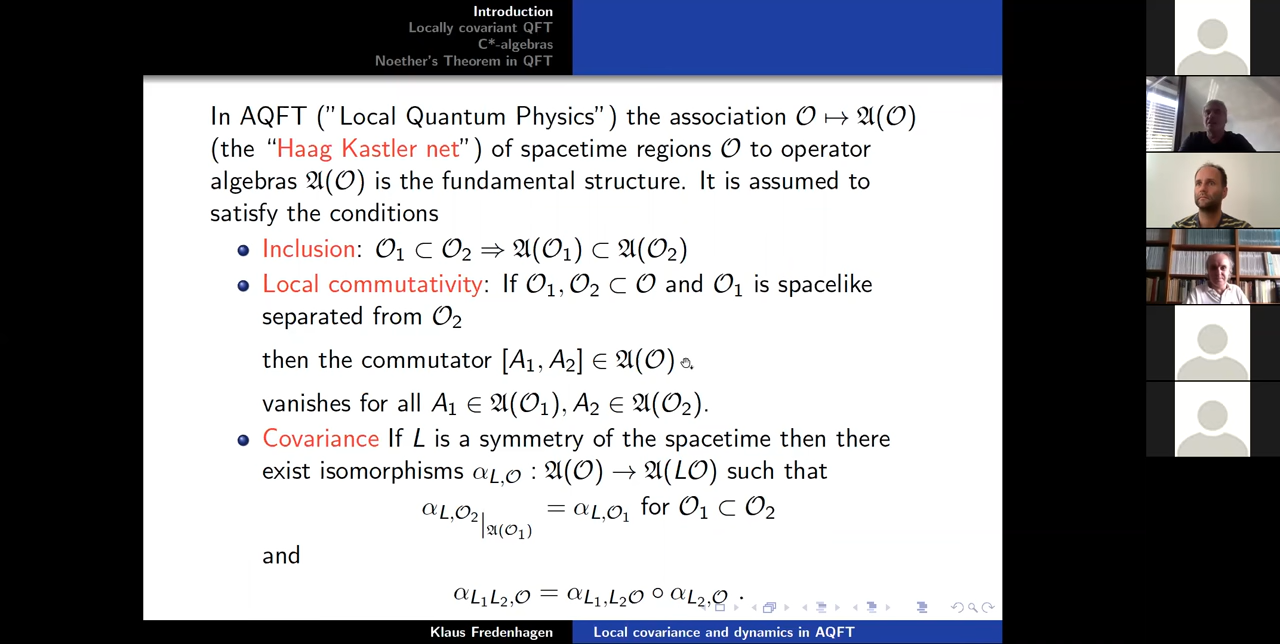 Introduction
Locally covariant QFT
C*-algebras
Noether's Theorem in QFT
In AQFT ("Local Quantum Physics") the association 𝒪 ↦ 𝔄(𝒪)
(the “Haag Kastler net”) of spacetime regions 𝒪 to operator
algebras 𝔄(𝒪) is the fundamental structure. It is assumed to
satisfy the conditions
Inclusion: 𝒪₁ ⊂ 𝒪₂ ⇒ 𝔄(𝒪₁) ⊂ 𝔄(𝒪₂)
Local commutativity: If 𝒪₁, 𝒪₂ ⊂ 𝒪 and 𝒪₁ is spacelike
separated from 𝒪₂
then the commutator [A₁, A₂] ∈ 𝔄(𝒪)
vanishes for all A₁ ∈ 𝔄(𝒪₁), A₂ ∈ 𝔄(𝒪₂).
Covariance If L is a symmetry of the spacetime then there
exist isomorphisms α_{L,𝒪} : 𝔄(𝒪) → 𝔄(L𝒪) such that
α_{L,𝒪₂}|_{𝔄(𝒪₁)} = α_{L,𝒪₁} for 𝒪₁ ⊂ 𝒪₂
and
α_{L₁L₂,𝒪} = α_{L₁,L₂𝒪} ∘ α_{L₂,𝒪} .
Klaus Fredenhagen Local covariance and dynamics in AQFT